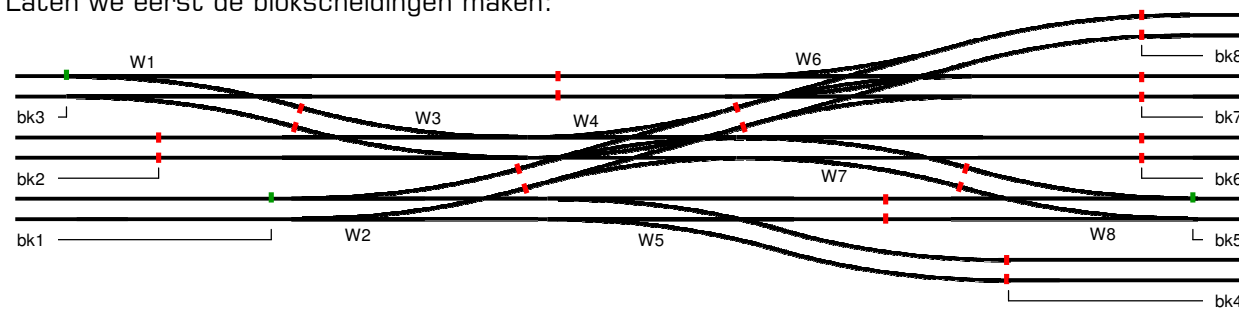 Laten we eerst de blokscheidingen maken:
W1
W6
bk8
bk3
W3
W4
bk7
bk2
W7
bk6
bk1
W2
W5
W8
bk5
bk4